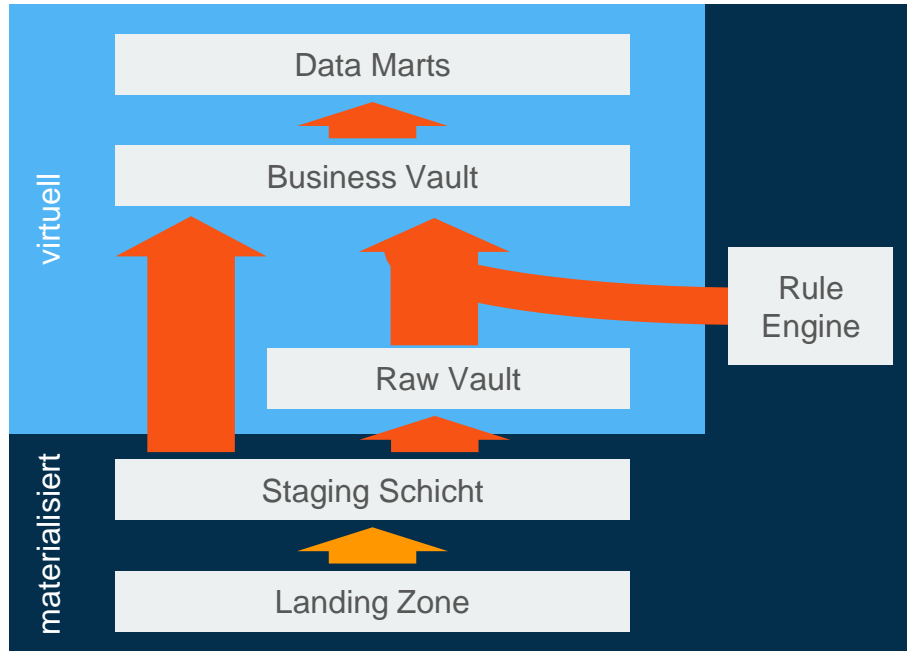 Data Marts
Business Vault
virtuell
Rule
Engine
Raw Vault
Staging Schicht
materialisiert
Landing Zone